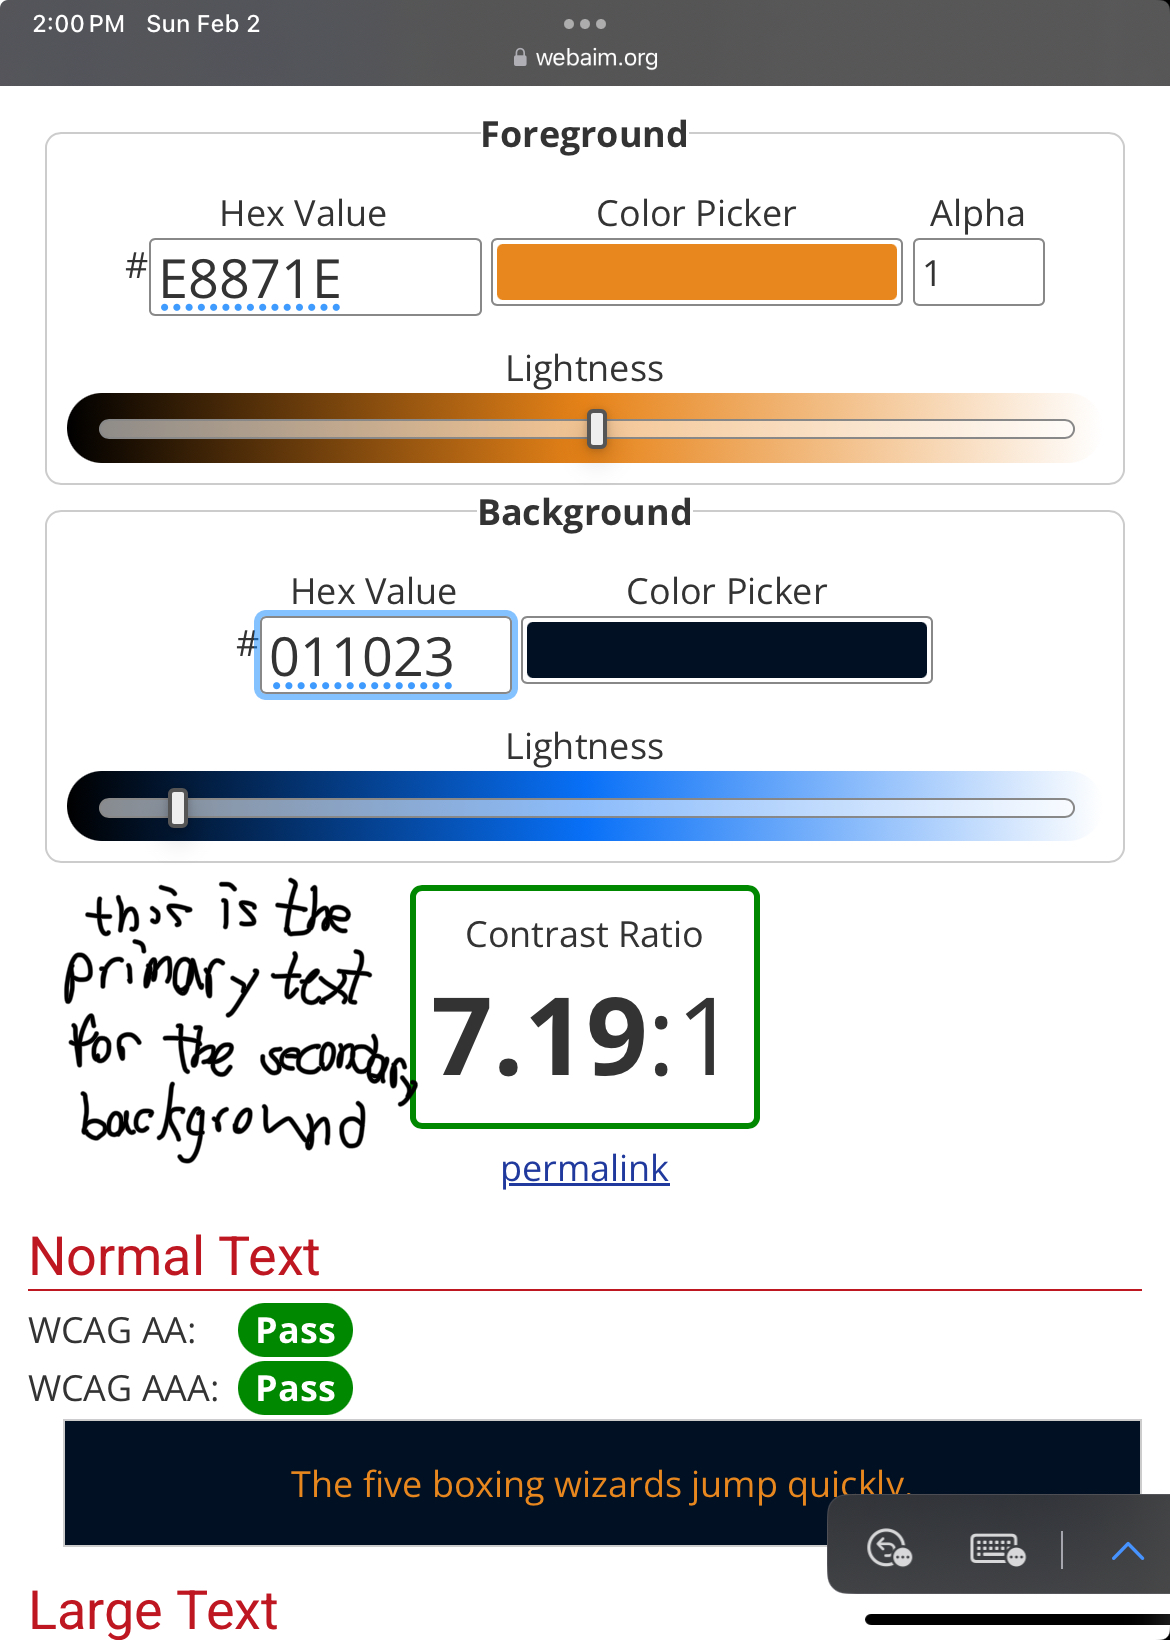 2:00 PM Sun Feb 2
webaim.org
Foreground
Hex Value Color Picker Alpha
# E8871E 1
Lightness
Background
Hex Value Color Picker
# 011023
Lightness
this is the
primary text
for the secondary
background
Contrast Ratio
7.19:1
permalink
Normal Text
WCAG AA: Pass
WCAG AAA: Pass
The five boxing wizards jump quickly.
Large Text